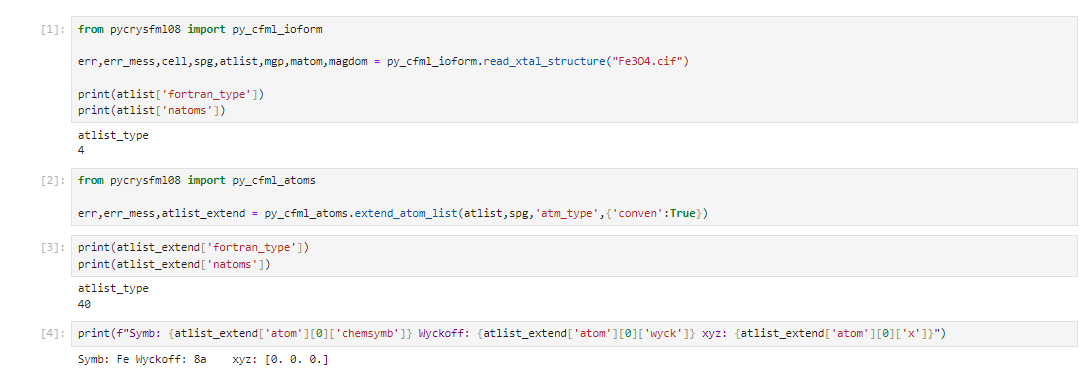 [1]: from pycrysfml08 import py_cfml_ioform
err,err_mess,cell,spg,atlist,mgp,matom,magdom = py_cfml_ioform.read_xtal_structure("Fe3O4.cif")
print(atlist['fortran_type'])
print(atlist['natoms'])
atlist_type
4
[2]: from pycrysfml08 import py_cfml_atoms
err,err_mess,atlist_extend = py_cfml_atoms.extend_atom_list(atlist,spg,'atm_type',{'conven':True})
[3]: print(atlist_extend['fortran_type'])
print(atlist_extend['natoms'])
atlist_type
40
[4]: print(f"Symb: {atlist_extend['atom'][0]['chemsymb']} Wyckoff: {atlist_extend['atom'][0]['wyck']} xyz: {atlist_extend['atom'][0]['x']}")
Symb: Fe Wyckoff: 8a    xyz: [0. 0. 0.]